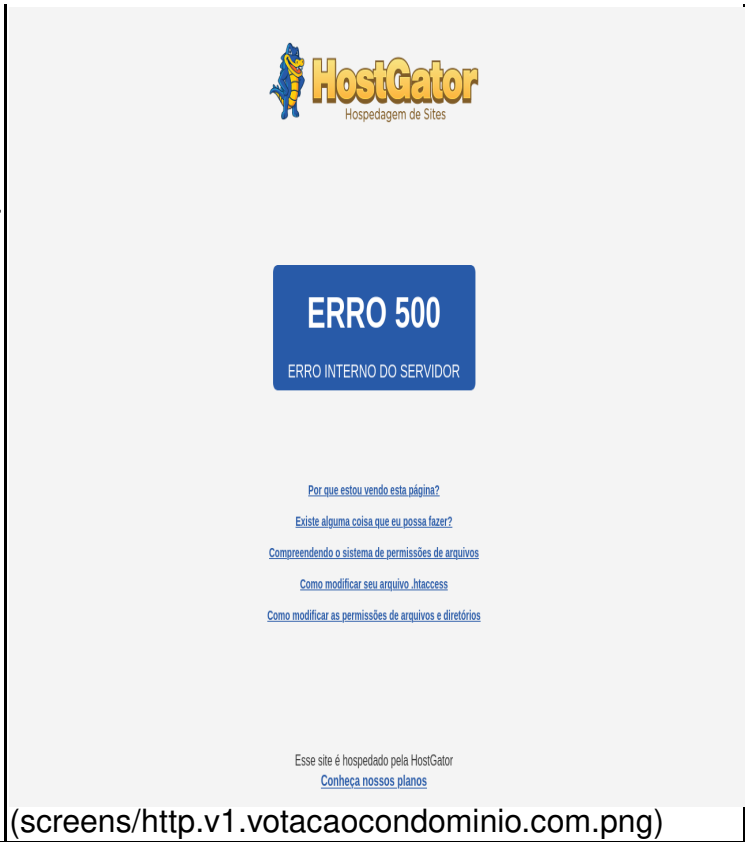 HostGator
Hospedagem de Sites
ERRO 500
ERRO INTERNO DO SERVIDOR
Por que estou vendo esta página?
Existe alguma coisa que eu possa fazer?
Compreendendo o sistema de permissões de arquivos
Como modificar seu arquivo .htaccess
Como modificar as permissões de arquivos e diretórios
Esse site é hospedado pela HostGator
Conheça nossos planos
(screens/http.v1.votacaocondominio.com.png)